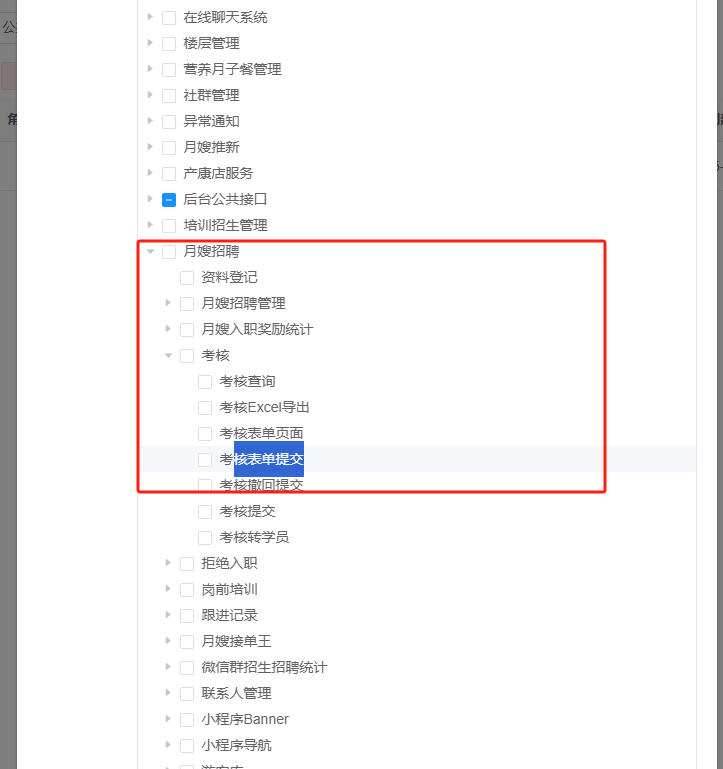 在线聊天系统
楼层管理
营养月子餐管理
社群管理
异常通知
月嫂推新
产康店服务
后台公共接口
培训招生管理
月嫂招聘
资料登记
月嫂招聘管理
月嫂入职奖励统计
考核
考核查询
考核Excel导出
考核表单页面
考核表单提交
考核撤回提交
考核提交
考核转学员
拒绝入职
岗前培训
跟进记录
月嫂接单王
微信群招生招聘统计
联系人管理
小程序Banner
小程序导航